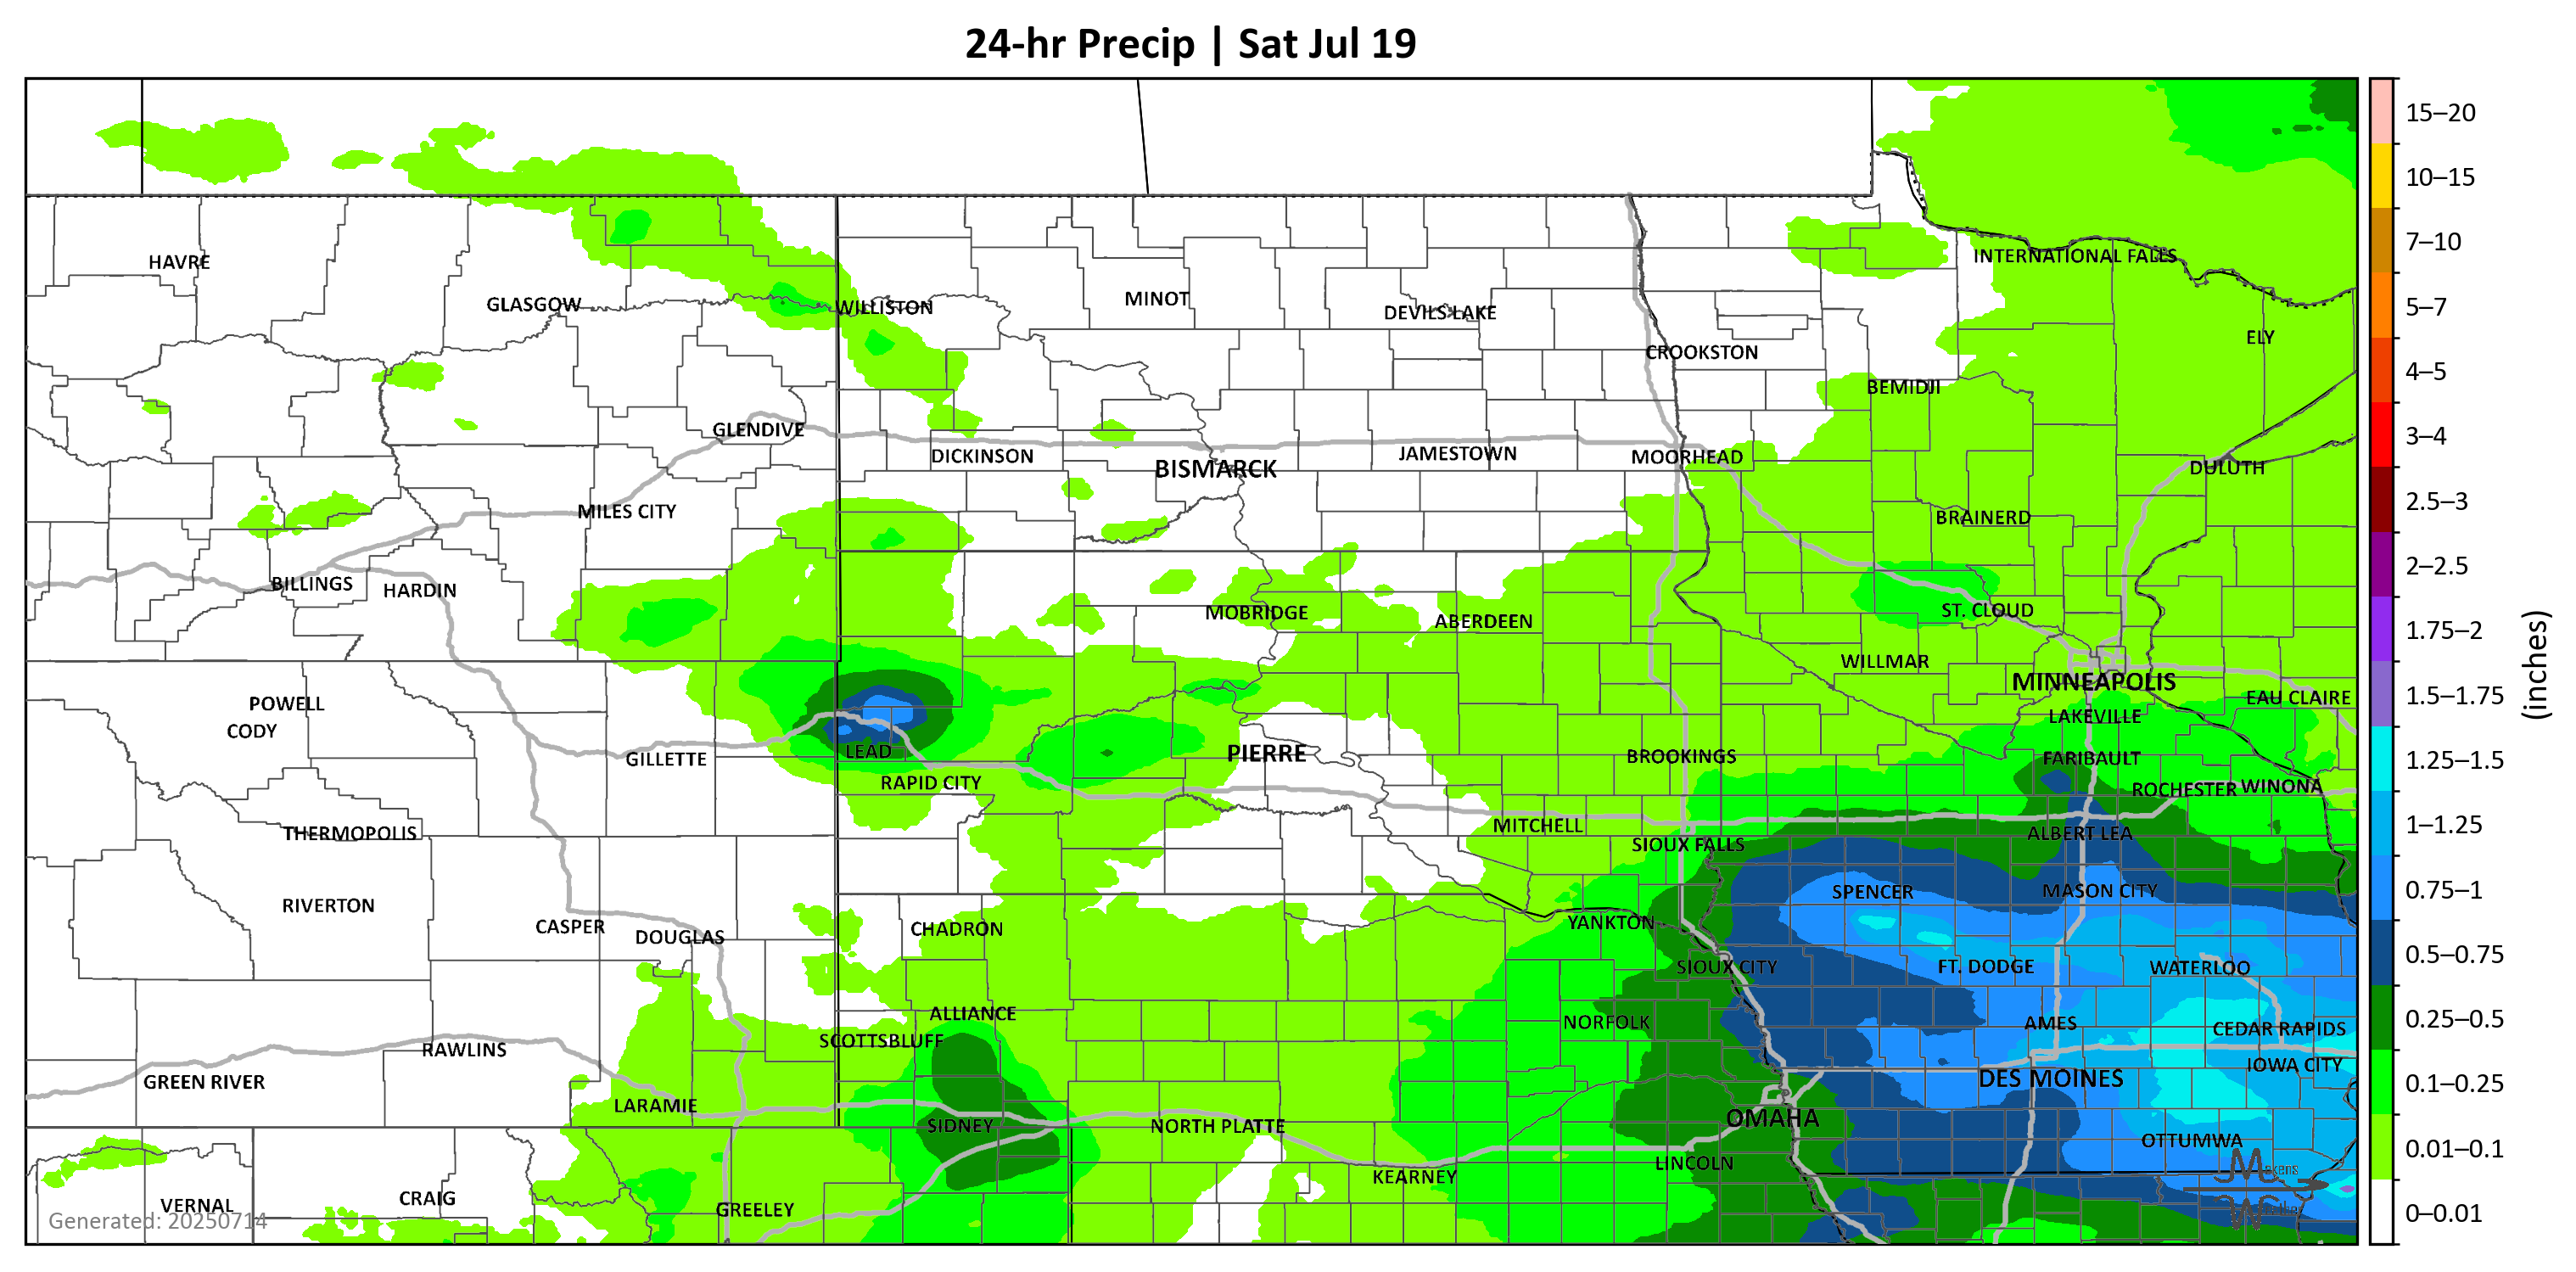 24-hr Precip | Sat Jul 19
15–20
10–15
HAVRE
INTERNATIONAL FALLS
7–10
GLASGOW
WILLISTON
MINOT
DEVILS LAKE
5–7
ELY
CROOKSTON
BEMIDJI
4–5
GLENDIVE
DICKINSON
BISMARCK
JAMESTOWN
MOORHEAD
DULUTH
3–4
MILES CITY
BRAINERD
2.5–3
BILLINGS
HARDIN
2–2.5
MOBRIDGE
ABERDEEN
ST. CLOUD
1.75–2
WILLMAR
MINNEAPOLIS
(inches)
POWELL
EAU CLAIRE
1.5–1.75
CODY
LAKEVILLE
GILLETTE
LEAD
PIERRE
BROOKINGS
FARIBAULT
1.25–1.5
RAPID CITY
ROCHESTER
WINONA
THERMOPOLIS
MITCHELL
ALBERT LEA
1–1.25
SIOUX FALLS
RIVERTON
SPENCER
MASON CITY
0.75–1
CASPER
DOUGLAS
CHADRON
YANKTON
SIOUX CITY
FT. DODGE
WATERLOO
0.5–0.75
ALLIANCE
NORFOLK
AMES
CEDAR RAPIDS
0.25–0.5
RAWLINS
SCOTTSBLUFF
GREEN RIVER
DES MOINES
IOWA CITY
0.1–0.25
LARAMIE
SIDNEY
NORTH PLATTE
OMAHA
OTTUMWA
0.01–0.1
LINCOLN
KEARNEY
VERNAL
CRAIG
GREELEY
0–0.01
Generated: 20250714